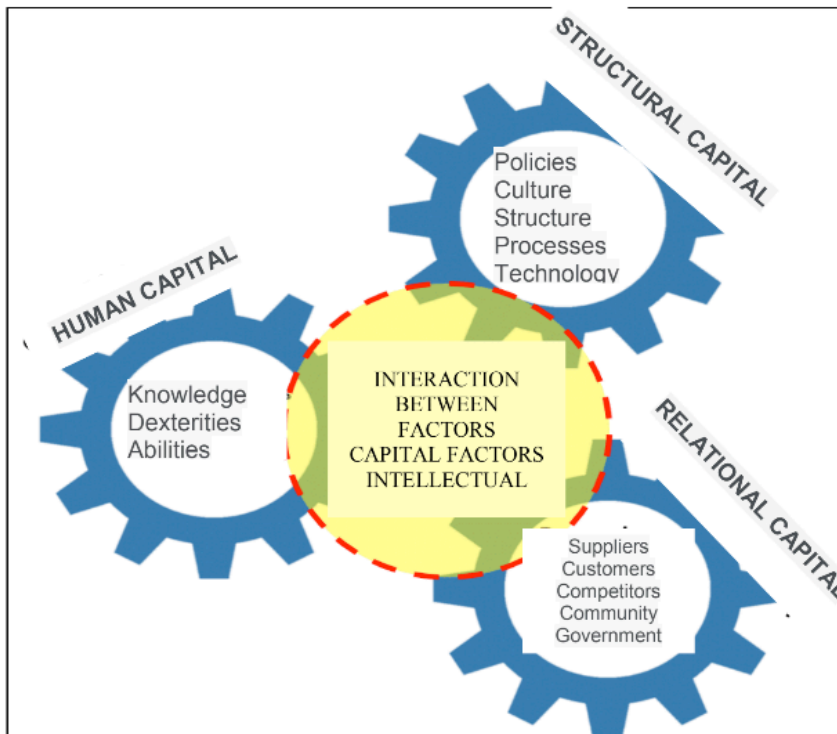 STRUCTURAL CAPITAL
Policies
Culture
Structure
Processes
Technology
HUMAN CAPITAL
Knowledge
Dexterities
Abilities
INTERACTION
BETWEEN
FACTORS
CAPITAL FACTORS
INTELLECTUAL
RELATIONAL CAPITAL
Suppliers
Customers
Competitors
Community
Government